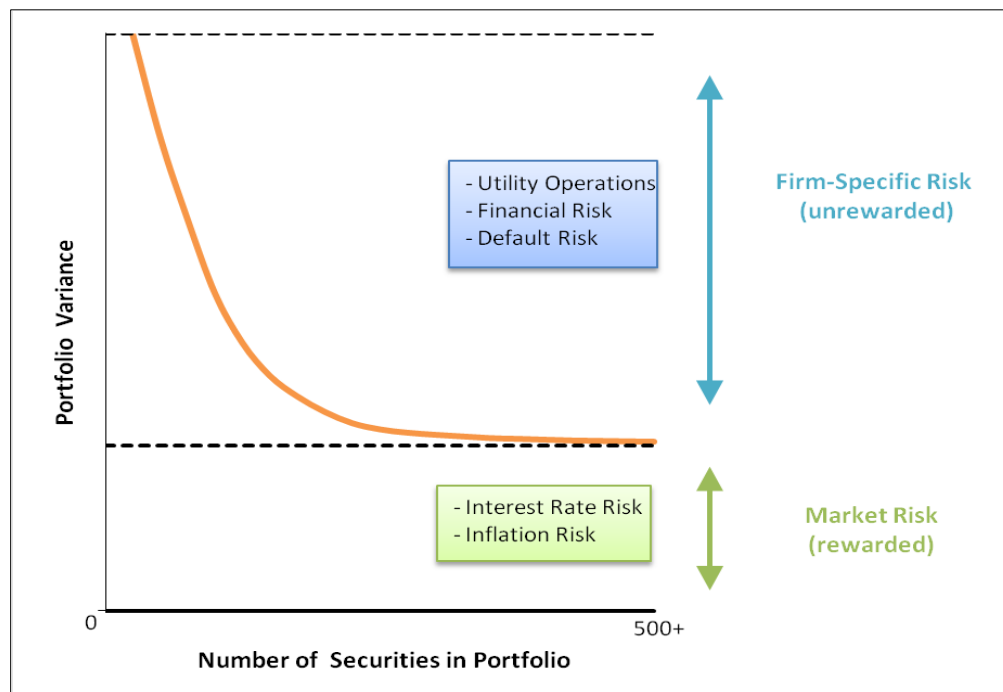 - Utility Operations
- Financial Risk
- Default Risk
Firm-Specific Risk
(unrewarded)
Portfolio Variance
- Interest Rate Risk
- Inflation Risk
Market Risk
(rewarded)
0
500+
Number of Securities in Portfolio